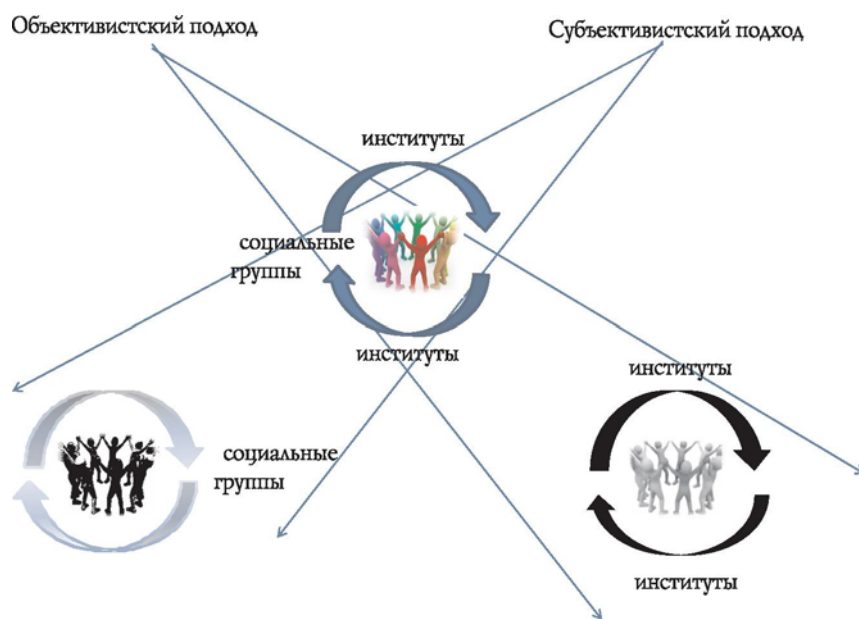 Объективистский подход
Субъективистский подход
институты
социальные
группы
институты
институты
социальные
группы
институты